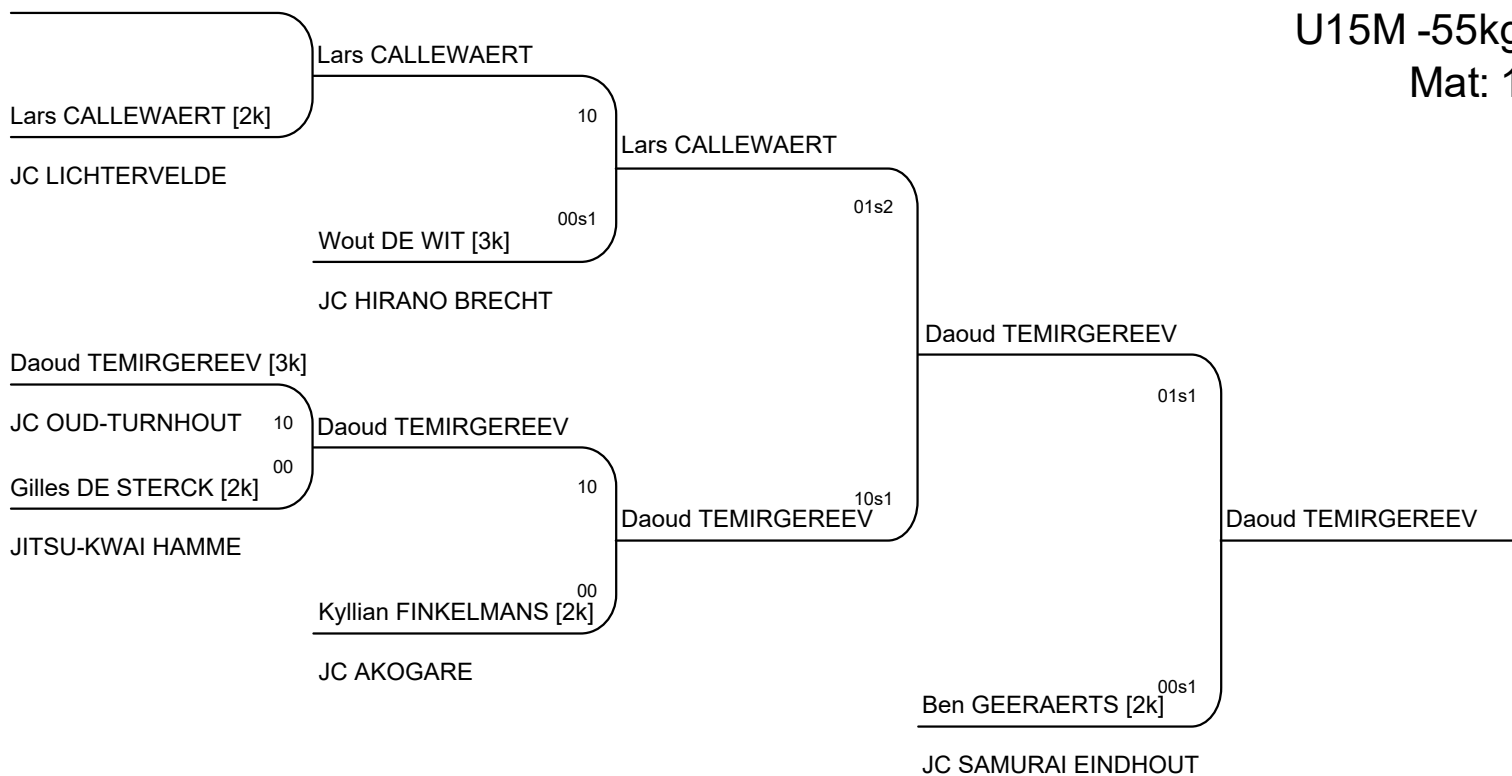 U15M -55kg
Mat: 1
Lars CALLEWAERT
Lars CALLEWAERT [2k]
10
Lars CALLEWAERT
JC LICHTERVELDE
01s2
00s1
Wout DE WIT [3k]
JC HIRANO BRECHT
Daoud TEMIRGEREEV
Daoud TEMIRGEREEV [3k]
01s1
JC OUD-TURNHOUT
10
Daoud TEMIRGEREEV
00
Gilles DE STERCK [2k]
10
10s1
Daoud TEMIRGEREEV
Daoud TEMIRGEREEV
JITSU-KWAI HAMME
00
Kyllian FINKELMANS [2k]
JC AKOGARE
00s1
Ben GEERAERTS [2k]
JC SAMURAI EINDHOUT